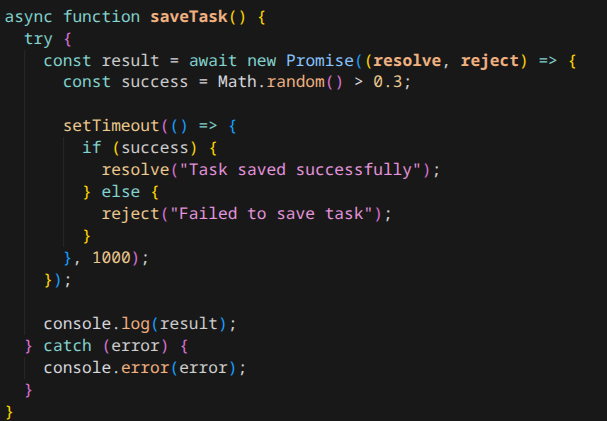 async function saveTask() {
  try {
    const result = await new Promise((resolve, reject) => {
      const success = Math.random() > 0.3;

      setTimeout(() => {
        if (success) {
          resolve("Task saved successfully");
        } else {
          reject("Failed to save task");
        }
      }, 1000);
    });

    console.log(result);
  } catch (error) {
    console.error(error);
  }
}